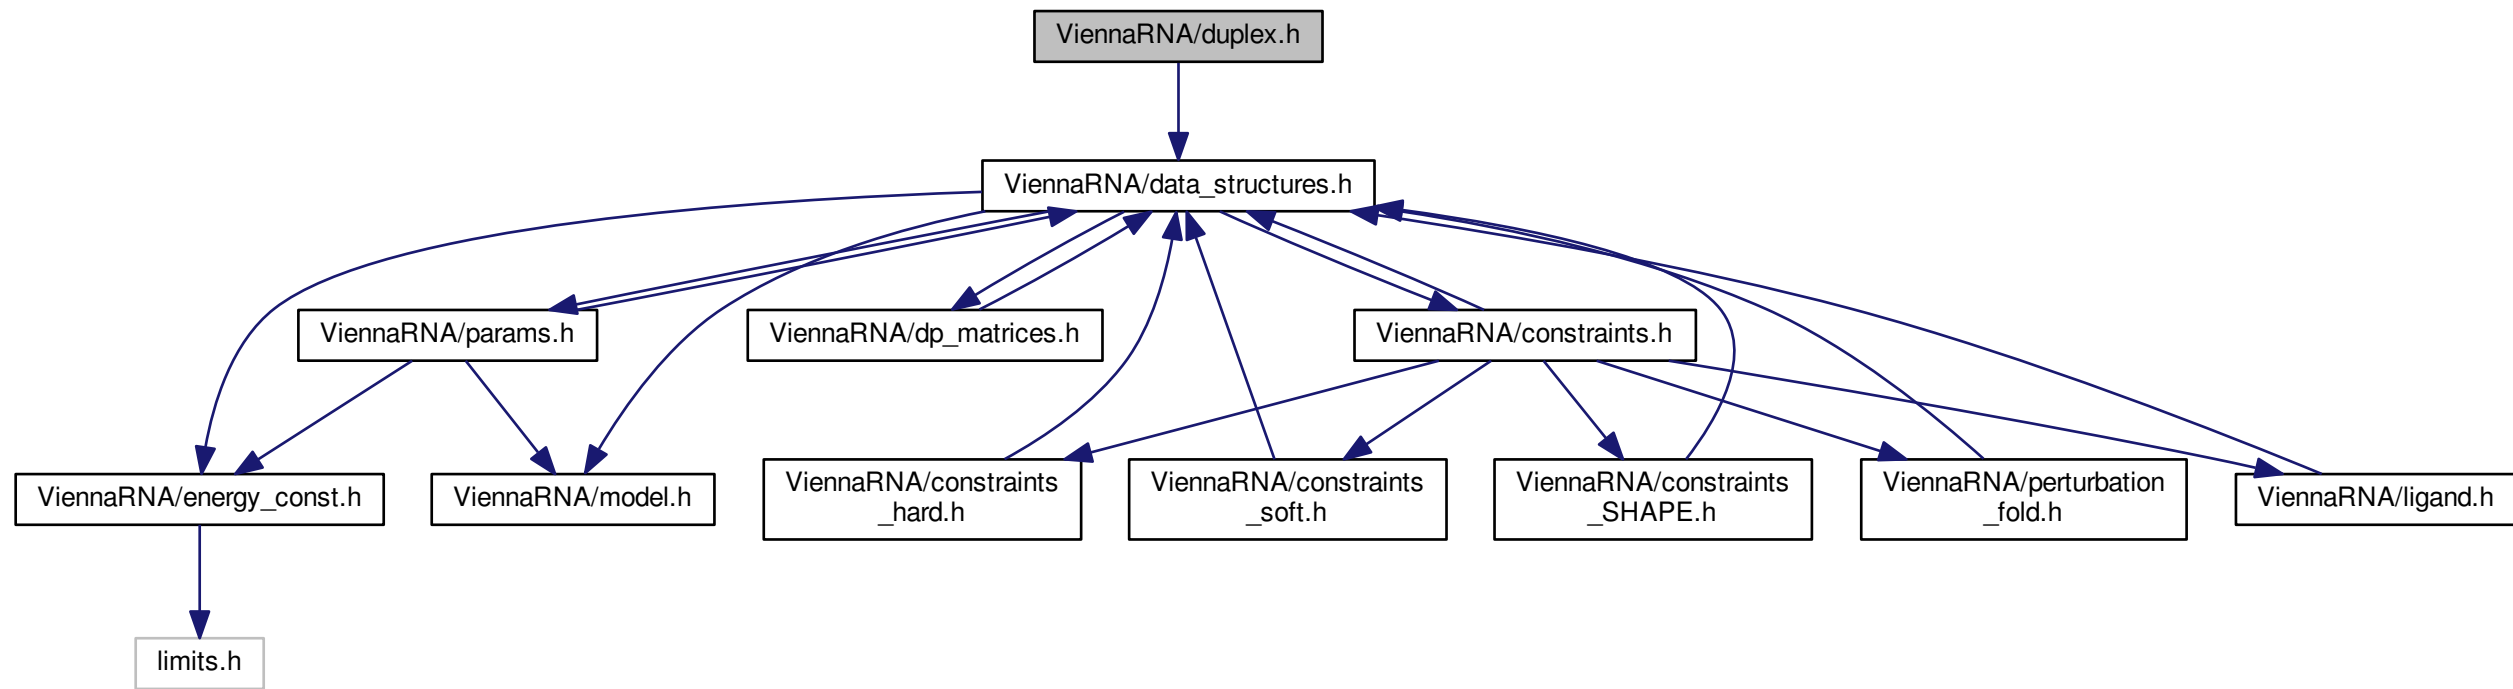 ViennaRNA/duplex.h
ViennaRNA/data_structures.h
ViennaRNA/params.h
ViennaRNA/dp_matrices.h
ViennaRNA/constraints.h
ViennaRNA/energy_const.h
ViennaRNA/model.h
ViennaRNA/constraints
_hard.h
ViennaRNA/constraints
_soft.h
ViennaRNA/constraints
_SHAPE.h
ViennaRNA/perturbation
_fold.h
ViennaRNA/ligand.h
limits.h